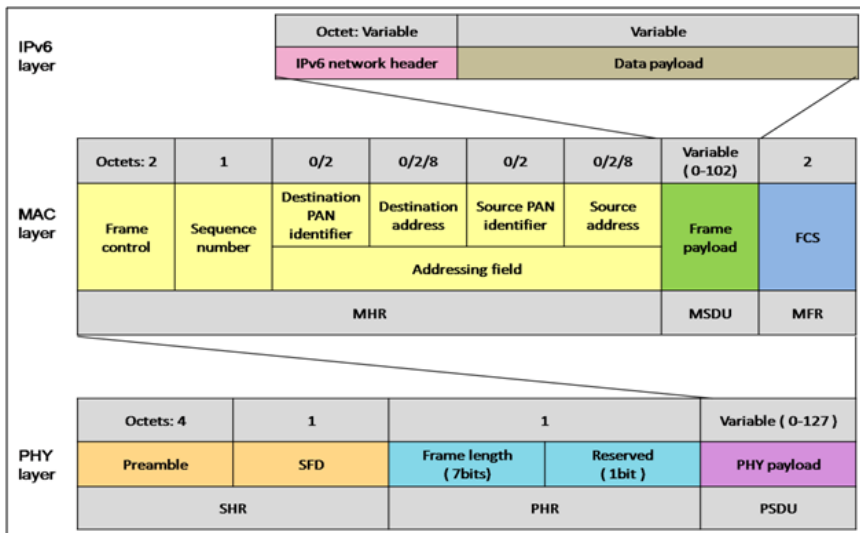 IPv6
layer
Octet: Variable
Variable
IPv6 network header
Data payload
MAC
layer
Octets: 2
1
0/2
0/2/8
0/2
0/2/8
Variable
( 0-102)
2
Frame
control
Sequence
number
Destination
PAN
identifier
Destination
address
Source PAN
identifier
Source
address
Addressing field
Frame
payload
FCS
MHR
MSDU
MFR
PHY
layer
Octets: 4
1
1
Variable ( 0-127 )
Preamble
SFD
Frame length
( 7bits)
Reserved
( 1bit )
PHY payload
SHR
PHR
PSDU